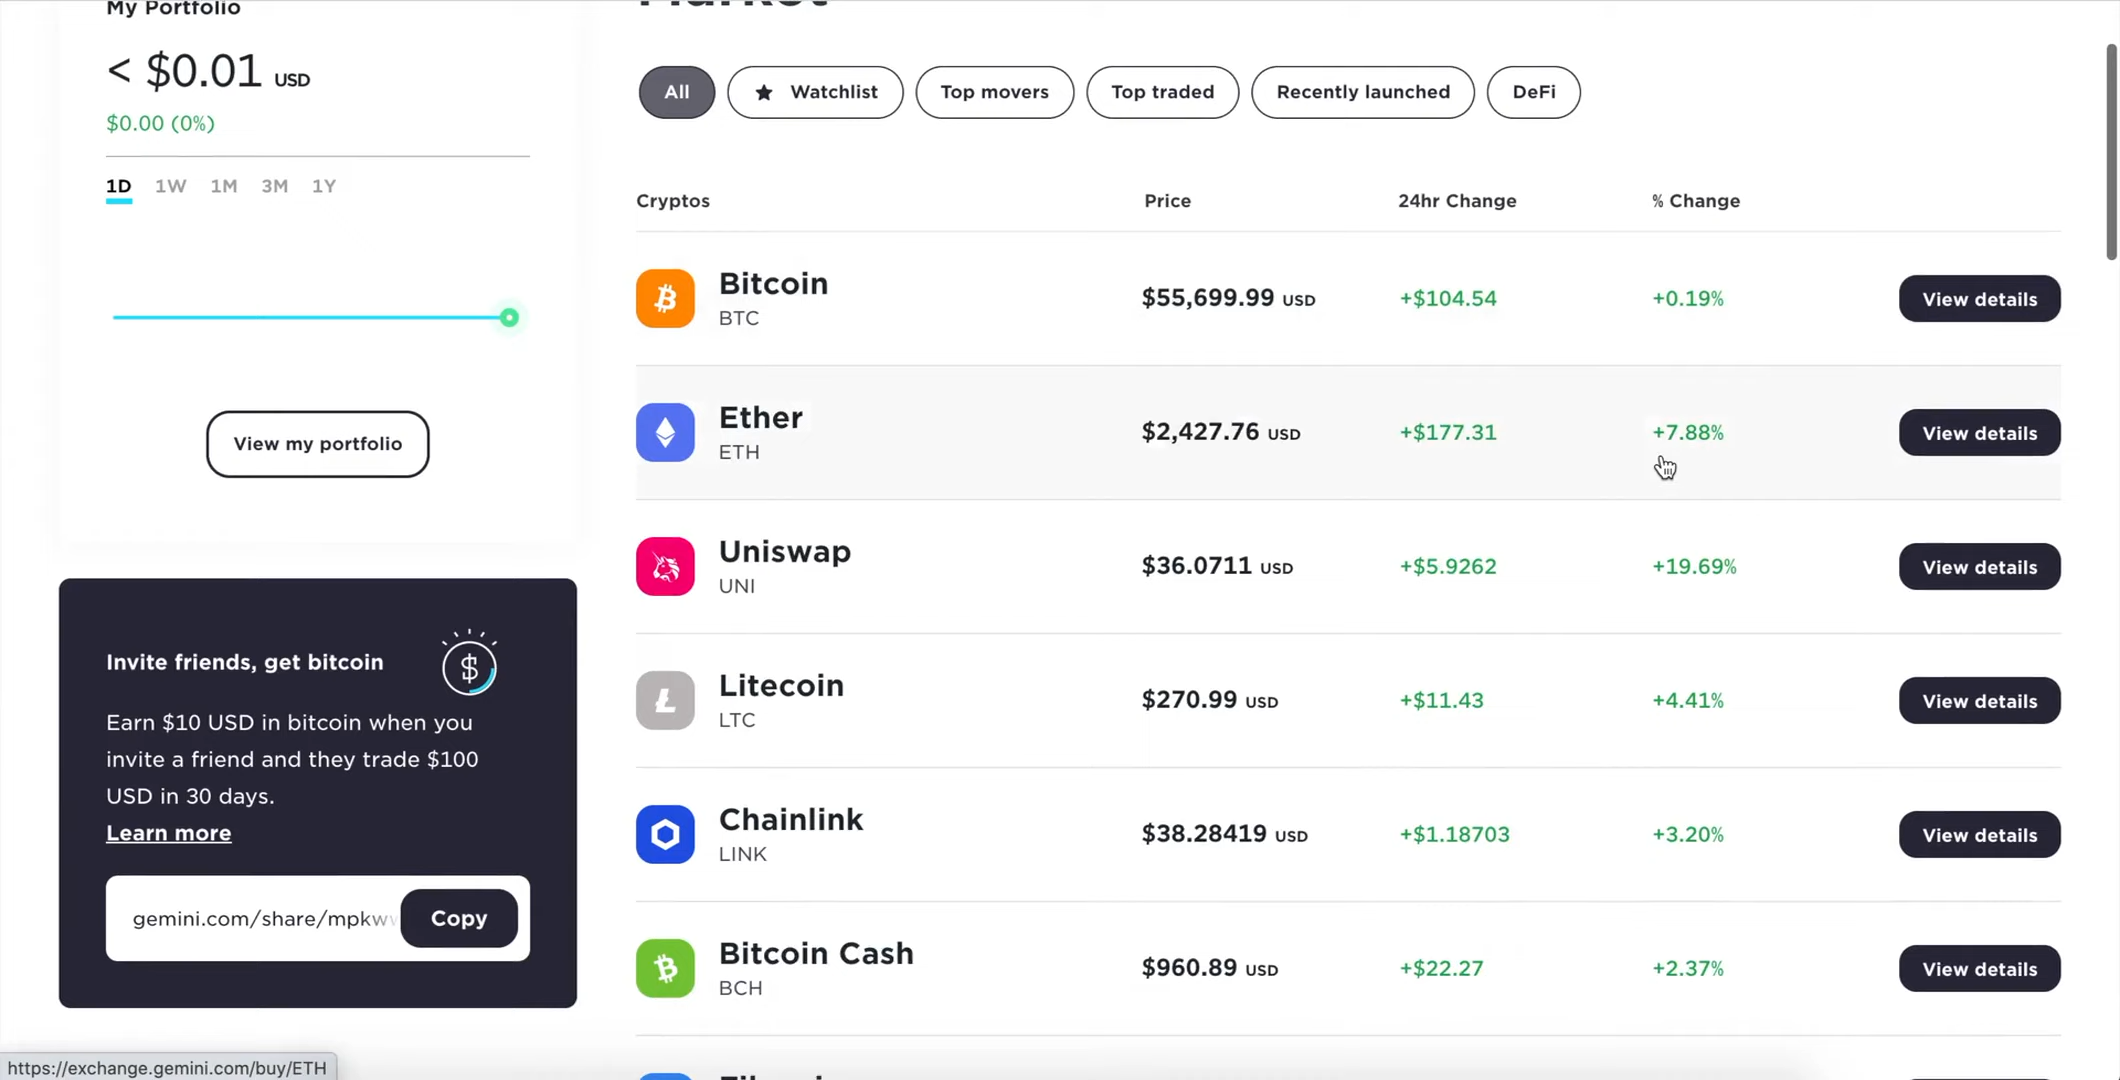 My Portfolio
< $0.01 USD
$0.00 (0%)
1D 1W 1M 3M 1Y
View my portfolio
Invite friends, get bitcoin
Earn $10 USD in bitcoin when you
invite a friend and they trade $100
USD in 30 days.
Learn more
gemini.com/share/mpkw
Copy
Market
All
★ Watchlist
Top movers
Top traded
Recently launched
DeFi
Cryptos Price 24hr Change % Change
Bitcoin
BTC
$55,699.99 USD +$104.54 +0.19% View details
Ether
ETH
$2,427.76 USD +$177.31 +7.88% View details
Uniswap
UNI
$36.0711 USD +$5.9262 +19.69% View details
Litecoin
LTC
$270.99 USD +$11.43 +4.41% View details
Chainlink
LINK
$38.28419 USD +$1.18703 +3.20% View details
Bitcoin Cash
BCH
$960.89 USD +$22.27 +2.37% View details
https://exchange.gemini.com/buy/ETH